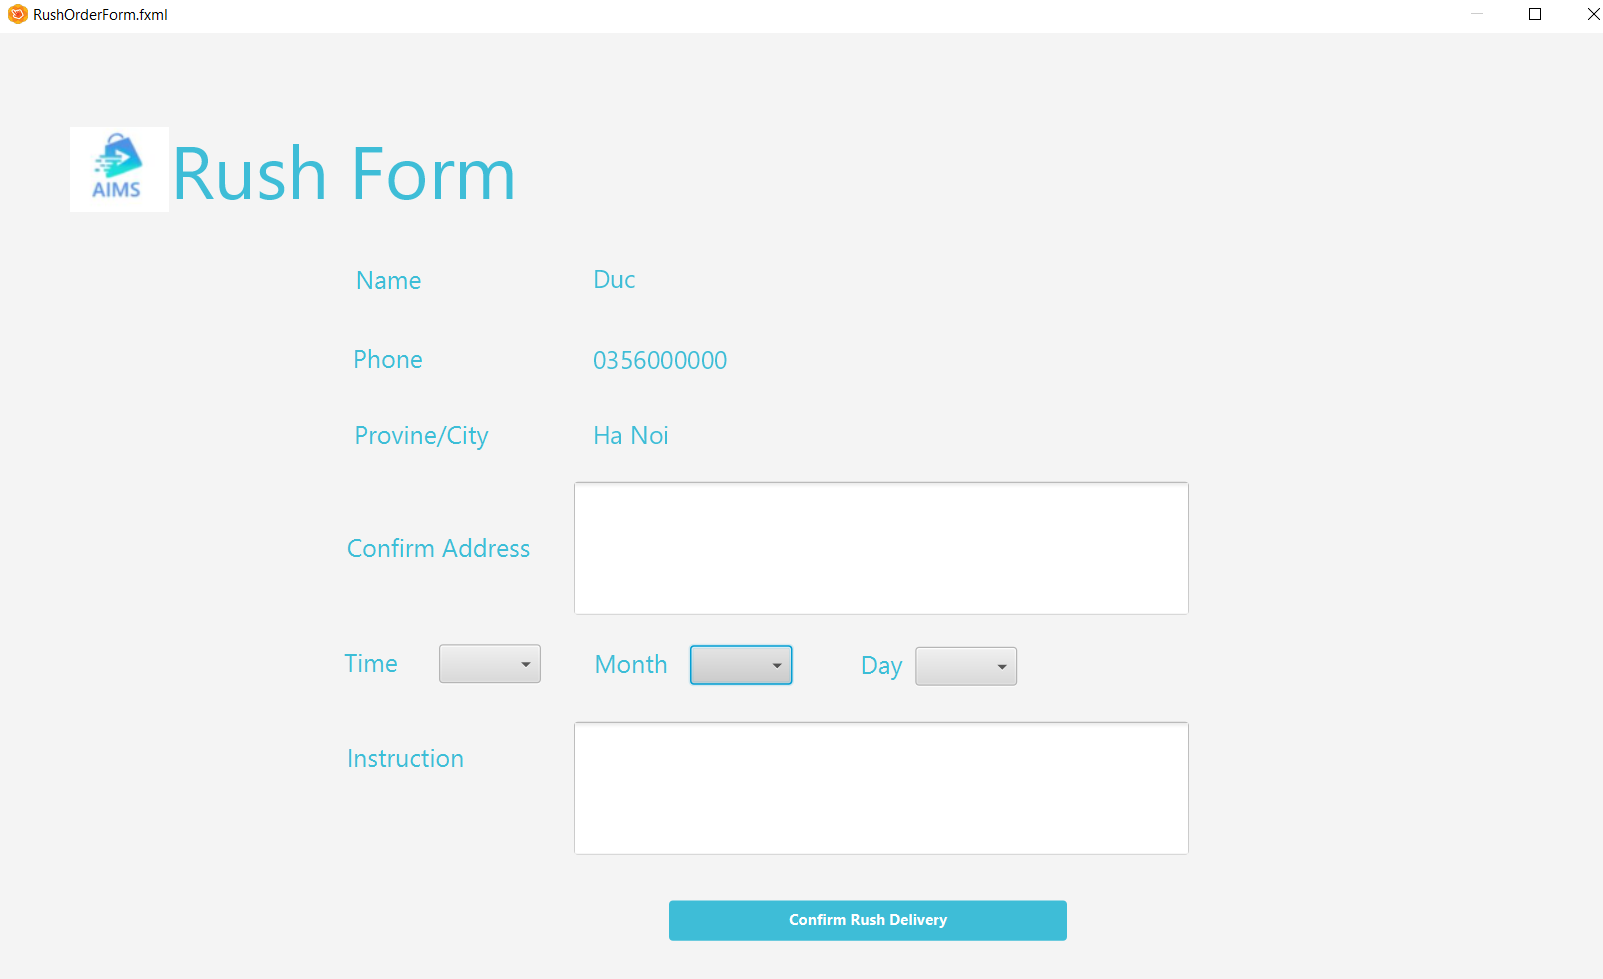 RushOrderForm.fxml
AIMS
Rush Form
Name Duc
Phone 0356000000
Provine/City Ha Noi
Confirm Address
Time Month Day
Instruction
Confirm Rush Delivery